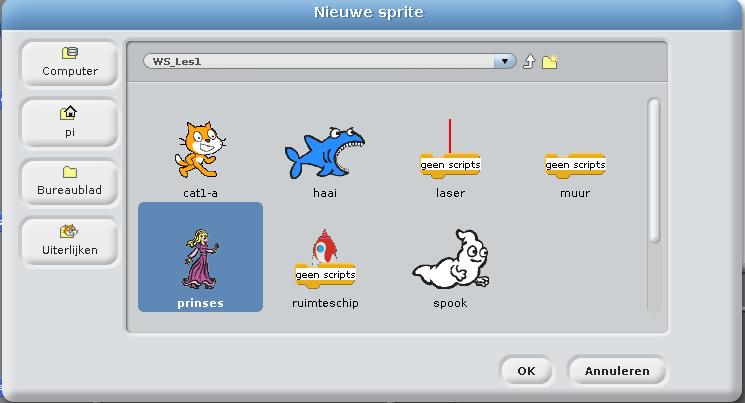 Nieuwe sprite
Computer
pi
Bureaublad
Uiterlijken
WS_Les1
geen scripts
geen scripts
cat1-a
haai
laser
muur
geen scripts
prinses
ruimteschip
spook
OK
Annuleren